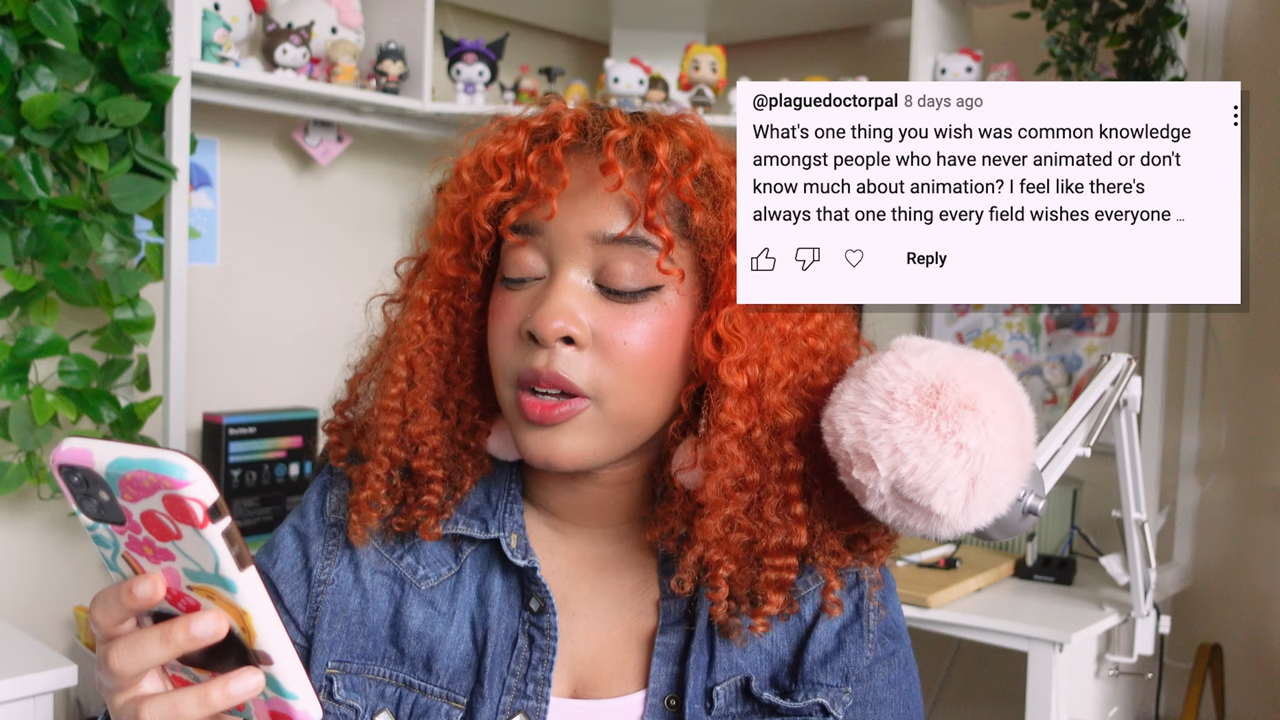 @plaguedoctorpal 8 days ago
What's one thing you wish was common knowledge
amongst people who have never animated or don't
know much about animation? I feel like there's
always that one thing every field wishes everyone ...
Reply